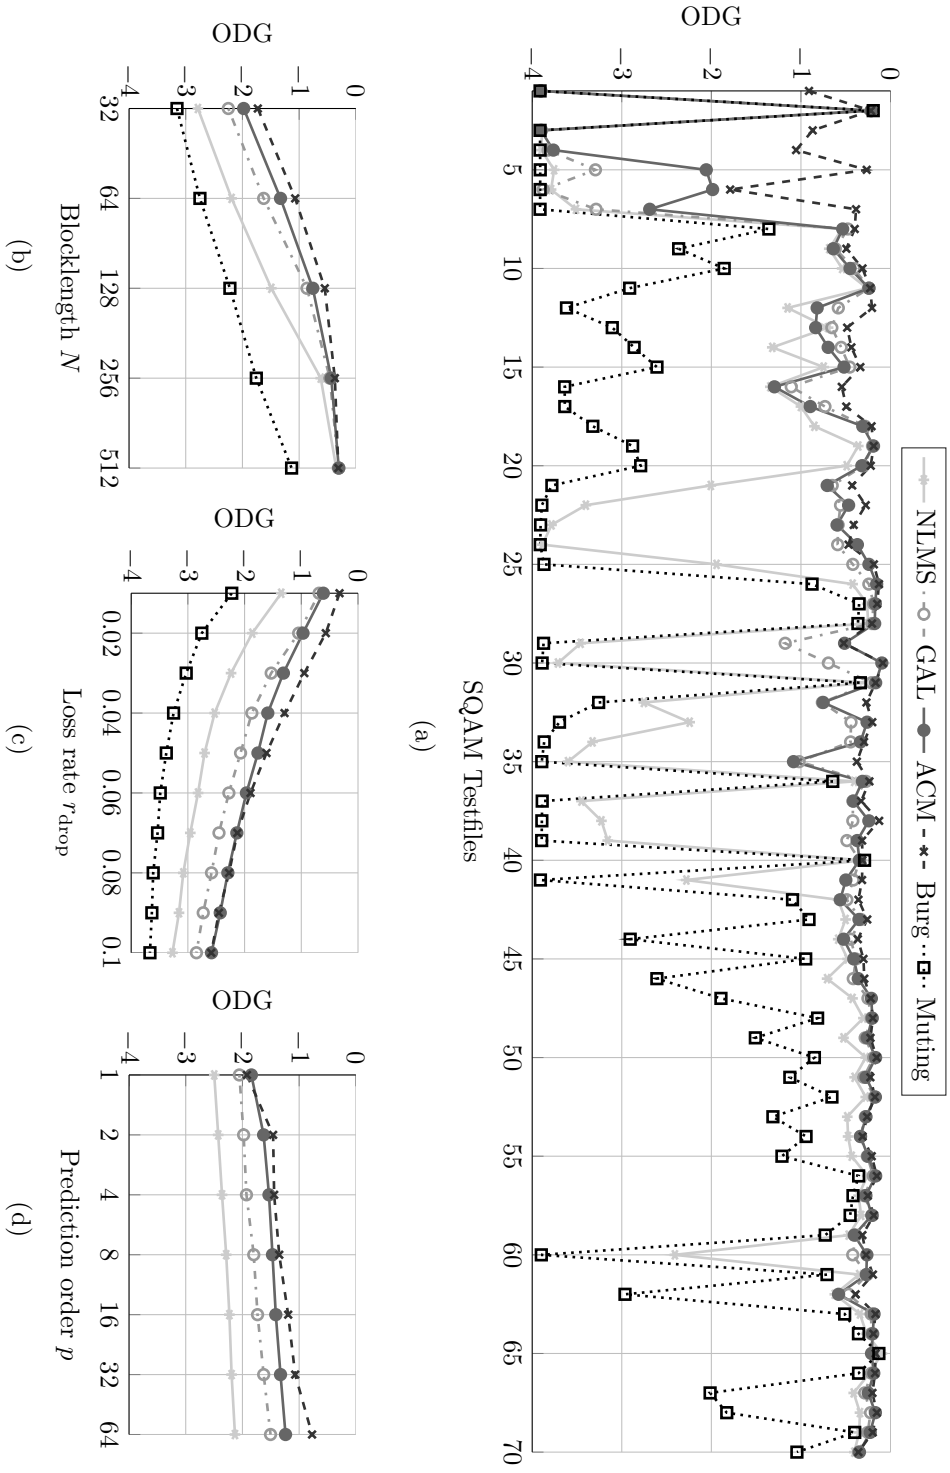 NLMS GAL ACM Burg Muting
ODG
0
−1
−2
−3
−4
5 10 15 20 25 30 35 40 45 50 55 60 65 70
SQAM Testfiles
(a)
ODG
0
−1
−2
−3
−4
32 64 128 256 512
Blocklength N
(b)
ODG
0
−1
−2
−3
−4
0.02 0.04 0.06 0.08 0.1
Loss rate r_drop
(c)
ODG
0
−1
−2
−3
−4
1 2 4 8 16 32 64
Prediction order p
(d)